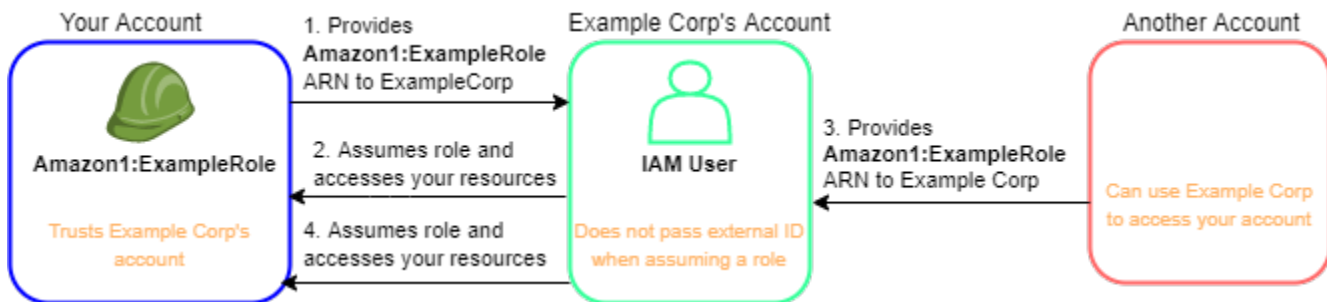 Your Account
Example Corp's Account
Another Account
1. Provides
Amazon1:ExampleRole
ARN to ExampleCorp
Amazon1:ExampleRole
2. Assumes role and
accesses your resources
IAM User
3. Provides
Amazon1:ExampleRole
ARN to Example Corp
Trusts Example Corp's
account
4. Assumes role and
accesses your resources
Does not pass external ID
when assuming a role
Can use Example Corp
to access your account